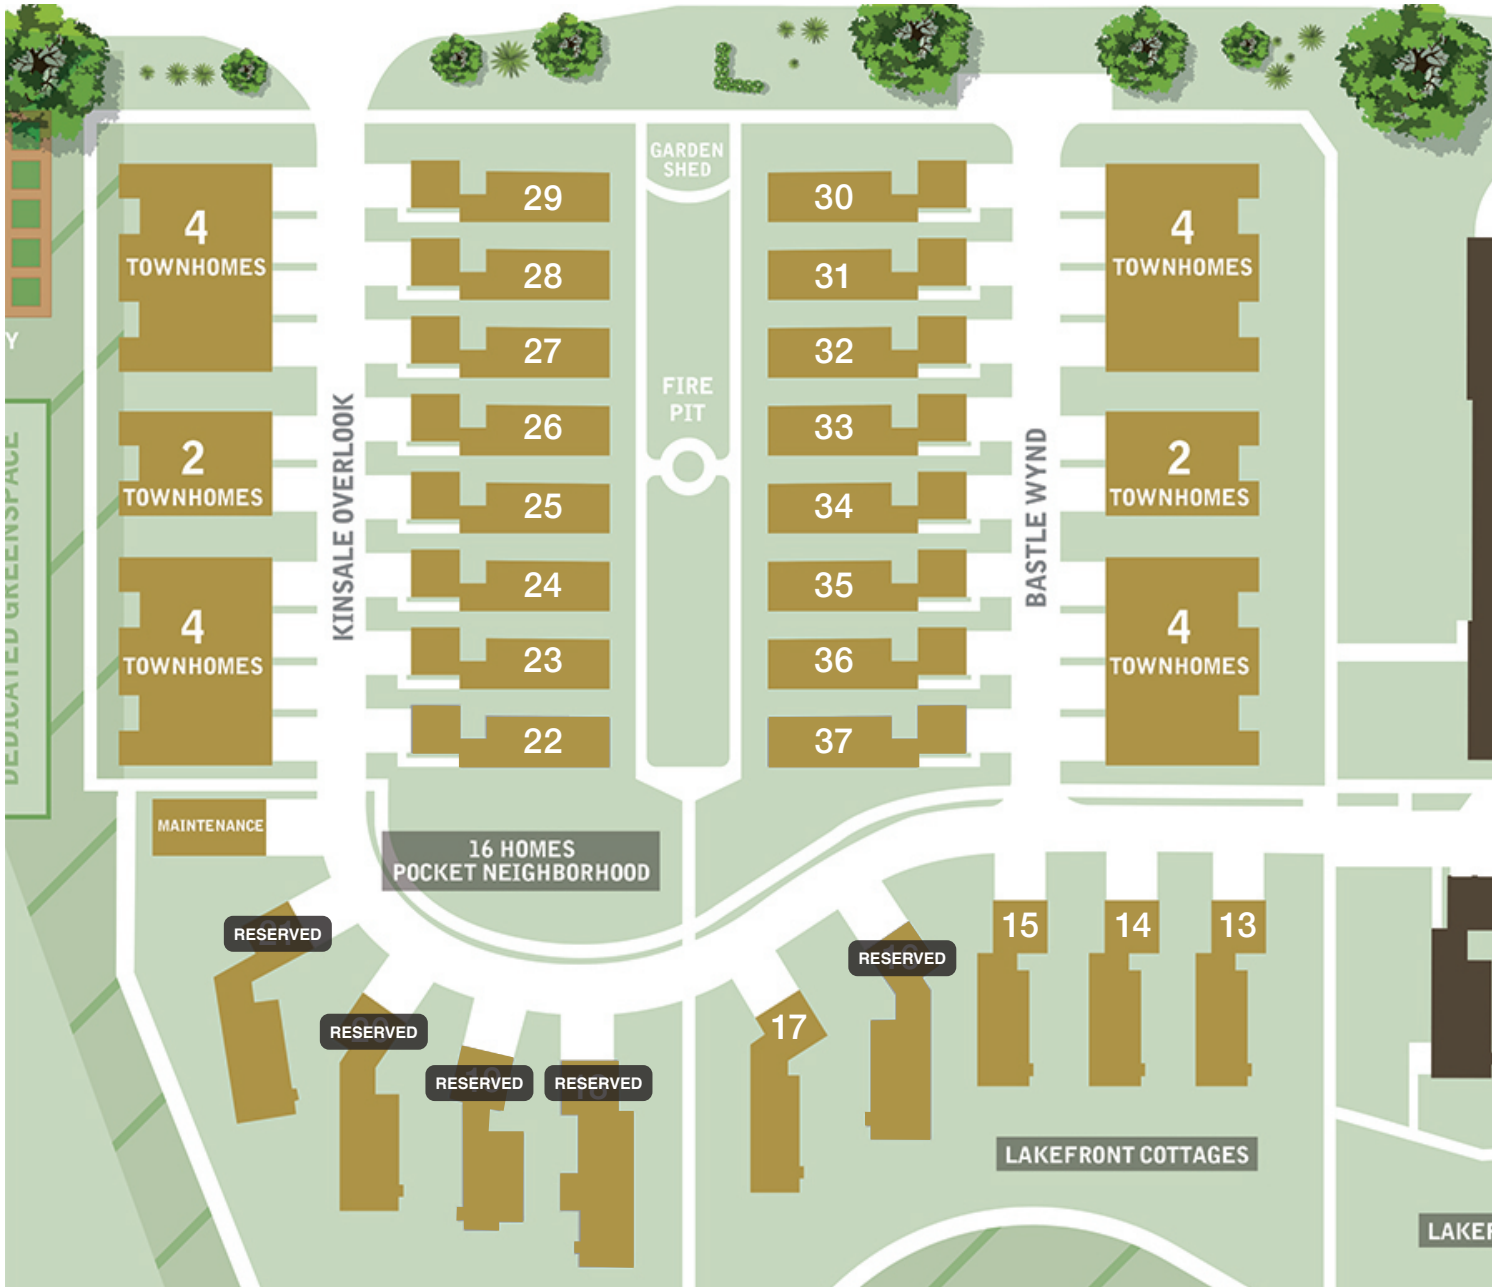 GARDEN
SHED
29
30
4
TOWNHOMES
4
TOWNHOMES
28
31
Y
27
32
FIRE
PIT
26
33
KINSALE OVERLOOK
BASTLE WYND
2
TOWNHOMES
2
TOWNHOMES
DEDICATED GREENSPACE
25
34
24
35
4
TOWNHOMES
4
TOWNHOMES
23
36
22
37
MAINTENANCE
16 HOMES
POCKET NEIGHBORHOOD
RESERVED
RESERVED
15
14
13
RESERVED
17
RESERVED
RESERVED
LAKEFRONT COTTAGES